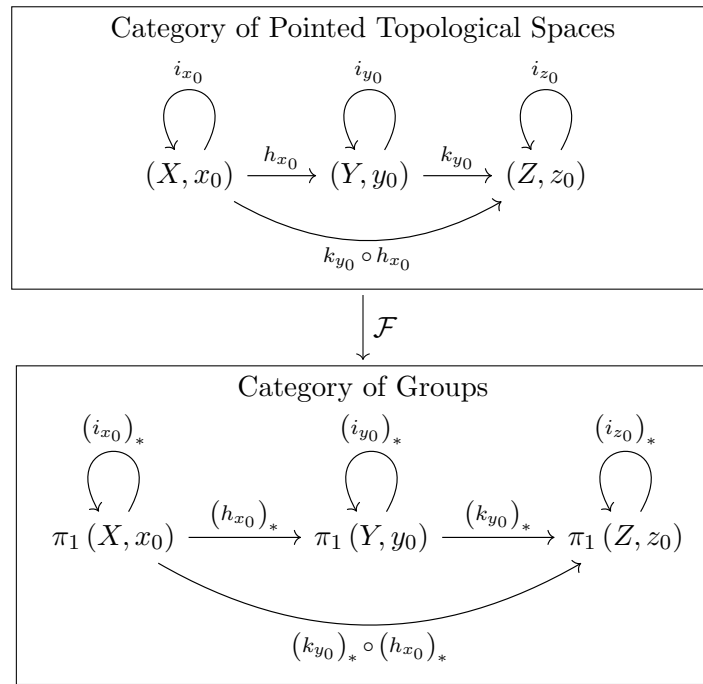 Category of Pointed Topological Spaces
i_{x_0} i_{y_0} i_{z_0}
h_{x_0} k_{y_0}
(X, x_0) (Y, y_0) (Z, z_0)
k_{y_0} ∘ h_{x_0}
ℱ
Category of Groups
(i_{x_0})_* (i_{y_0})_* (i_{z_0})_*
(h_{x_0})_* (k_{y_0})_*
π_1 (X, x_0) π_1 (Y, y_0) π_1 (Z, z_0)
(k_{y_0})_* ∘ (h_{x_0})_*